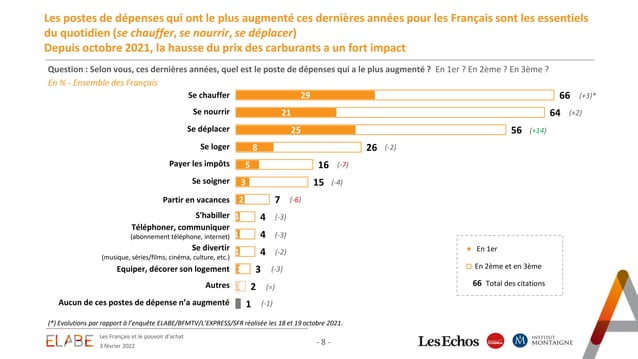 Les postes de dépenses qui ont le plus augmenté ces dernières années pour les Français sont les essentiels
du quotidien (se chauffer, se nourrir, se déplacer)
Depuis octobre 2021, la hausse du prix des carburants a un fort impact
Question : Selon vous, ces dernières années, quel est le poste de dépenses qui a le plus augmenté ? En 1er ? En 2ème ? En 3ème ?
En % - Ensemble des Français
Se chauffer 29 66 (+3)*
Se nourrir 21 64 (+2)
Se déplacer 25 56 (+14)
Se loger 8 26 (-2)
Payer les impôts 5 16 (-7)
Se soigner 3 15 (-4)
Partir en vacances 2 7 (-6)
S'habiller 1 4 (-3)
Téléphoner, communiquer
(abonnement téléphone, internet) 1 4 (-3)
Se divertir
(musique, séries/films, cinéma, culture, etc.) 1 4 (-2)
Equiper, décorer son logement 3 (-3)
Autres 2 (=)
Aucun de ces postes de dépense n'a augmenté 1 (-1)
En 1er
En 2ème et en 3ème
66 Total des citations
(*) Evolutions par rapport à l'enquête ELABE/BFMTV/L'EXPRESS/SFR réalisée les 18 et 19 octobre 2021.
ELABE
Les Français et le pouvoir d'achat
3 février 2022
- 8 -
Les Echos
M
INSTITUT
MONTAIGNE